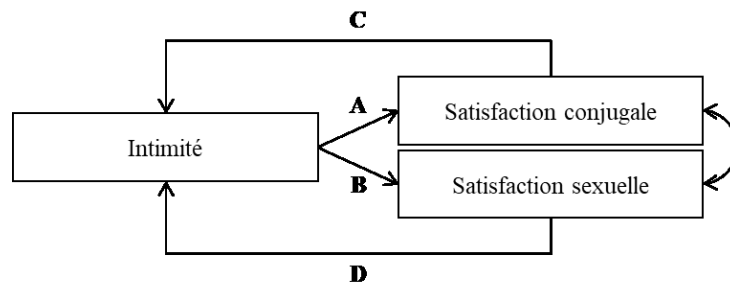 C
A
Satisfaction conjugale
Intimité
B
Satisfaction sexuelle
D